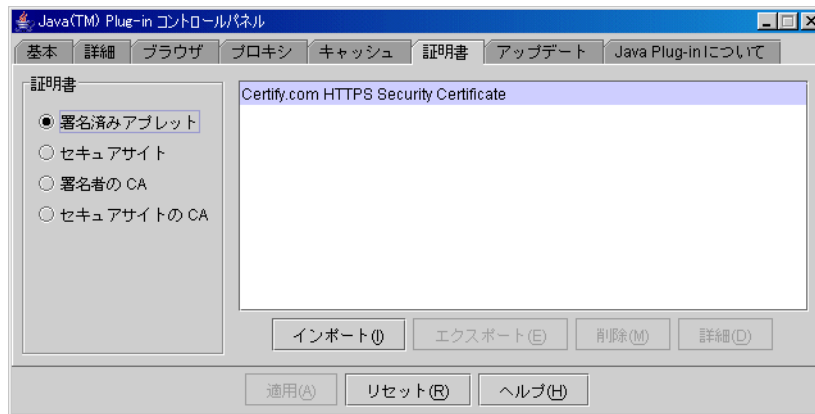 Java(TM) Plug-in コントロールパネル
基本 詳細 ブラウザ プロキシ キャッシュ 証明書 アップデート Java Plug-in について
証明書
署名済みアプレット
セキュアサイト
署名者の CA
セキュアサイトの CA
Certify.com HTTPS Security Certificate
インポート(I) エクスポート(E) 削除(M) 詳細(D)
適用(A) リセット(R) ヘルプ(H)